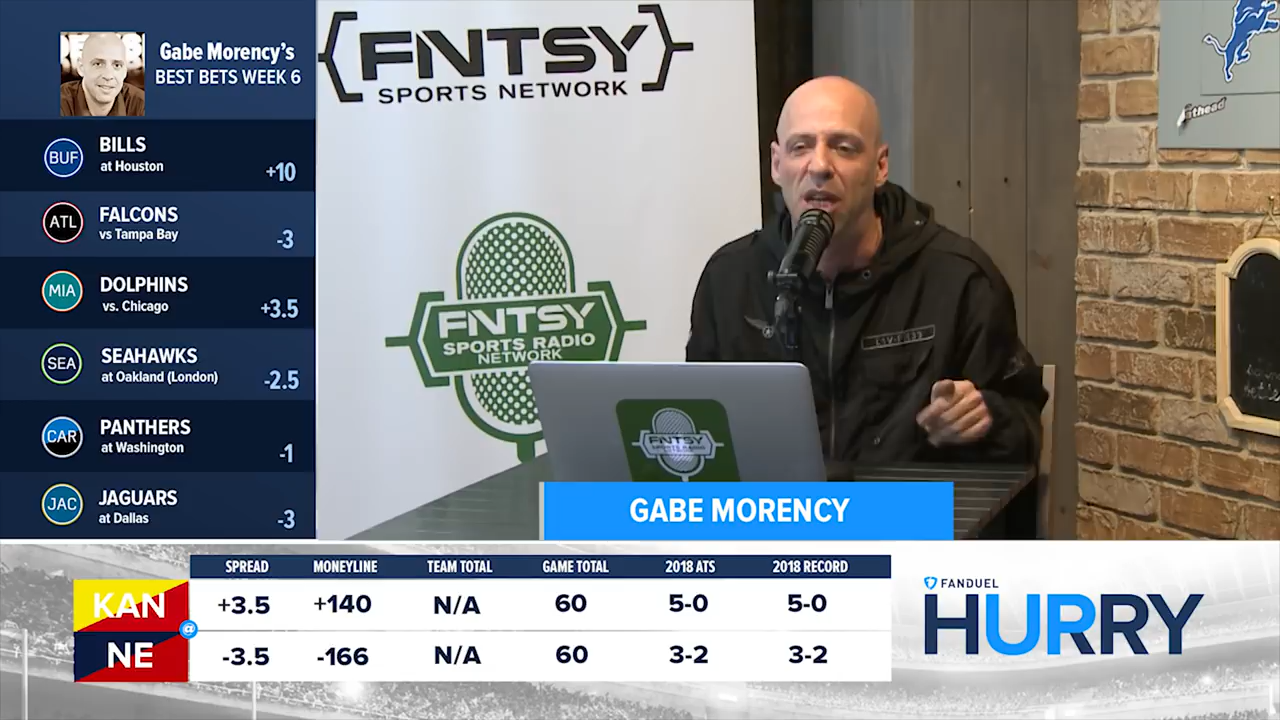 Gabe Morency's
BEST BETS WEEK 6
BUF
BILLS
at Houston
+10
ATL
FALCONS
vs Tampa Bay
-3
MIA
DOLPHINS
vs. Chicago
+3.5
SEA
SEAHAWKS
at Oakland (London)
-2.5
CAR
PANTHERS
at Washington
-1
JAC
JAGUARS
at Dallas
-3
FNTSY
SPORTS NETWORK
FNTSY
SPORTS RADIO
NETWORK
FNTSY
SPORTS RADIO
fathead
GABE MORENCY
SPREAD MONEYLINE TEAM TOTAL GAME TOTAL 2018 ATS 2018 RECORD
KAN +3.5 +140 N/A 60 5-0 5-0
@
NE -3.5 -166 N/A 60 3-2 3-2
FANDUEL
HURRY